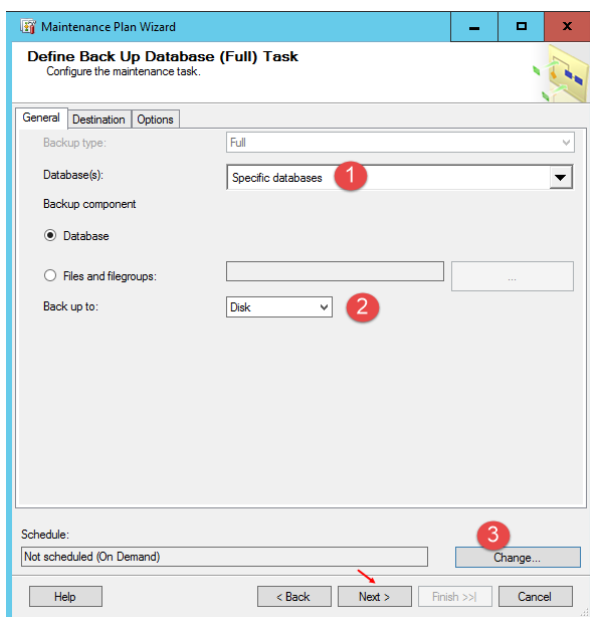 Maintenance Plan Wizard
Define Back Up Database (Full) Task
Configure the maintenance task.
General Destination Options
Backup type: Full
Database(s): Specific databases 1
Backup component
Database
Files and filegroups: ...
Back up to: Disk 2
Schedule: 3
Not scheduled (On Demand) Change...
Help < Back Next > Finish >>| Cancel